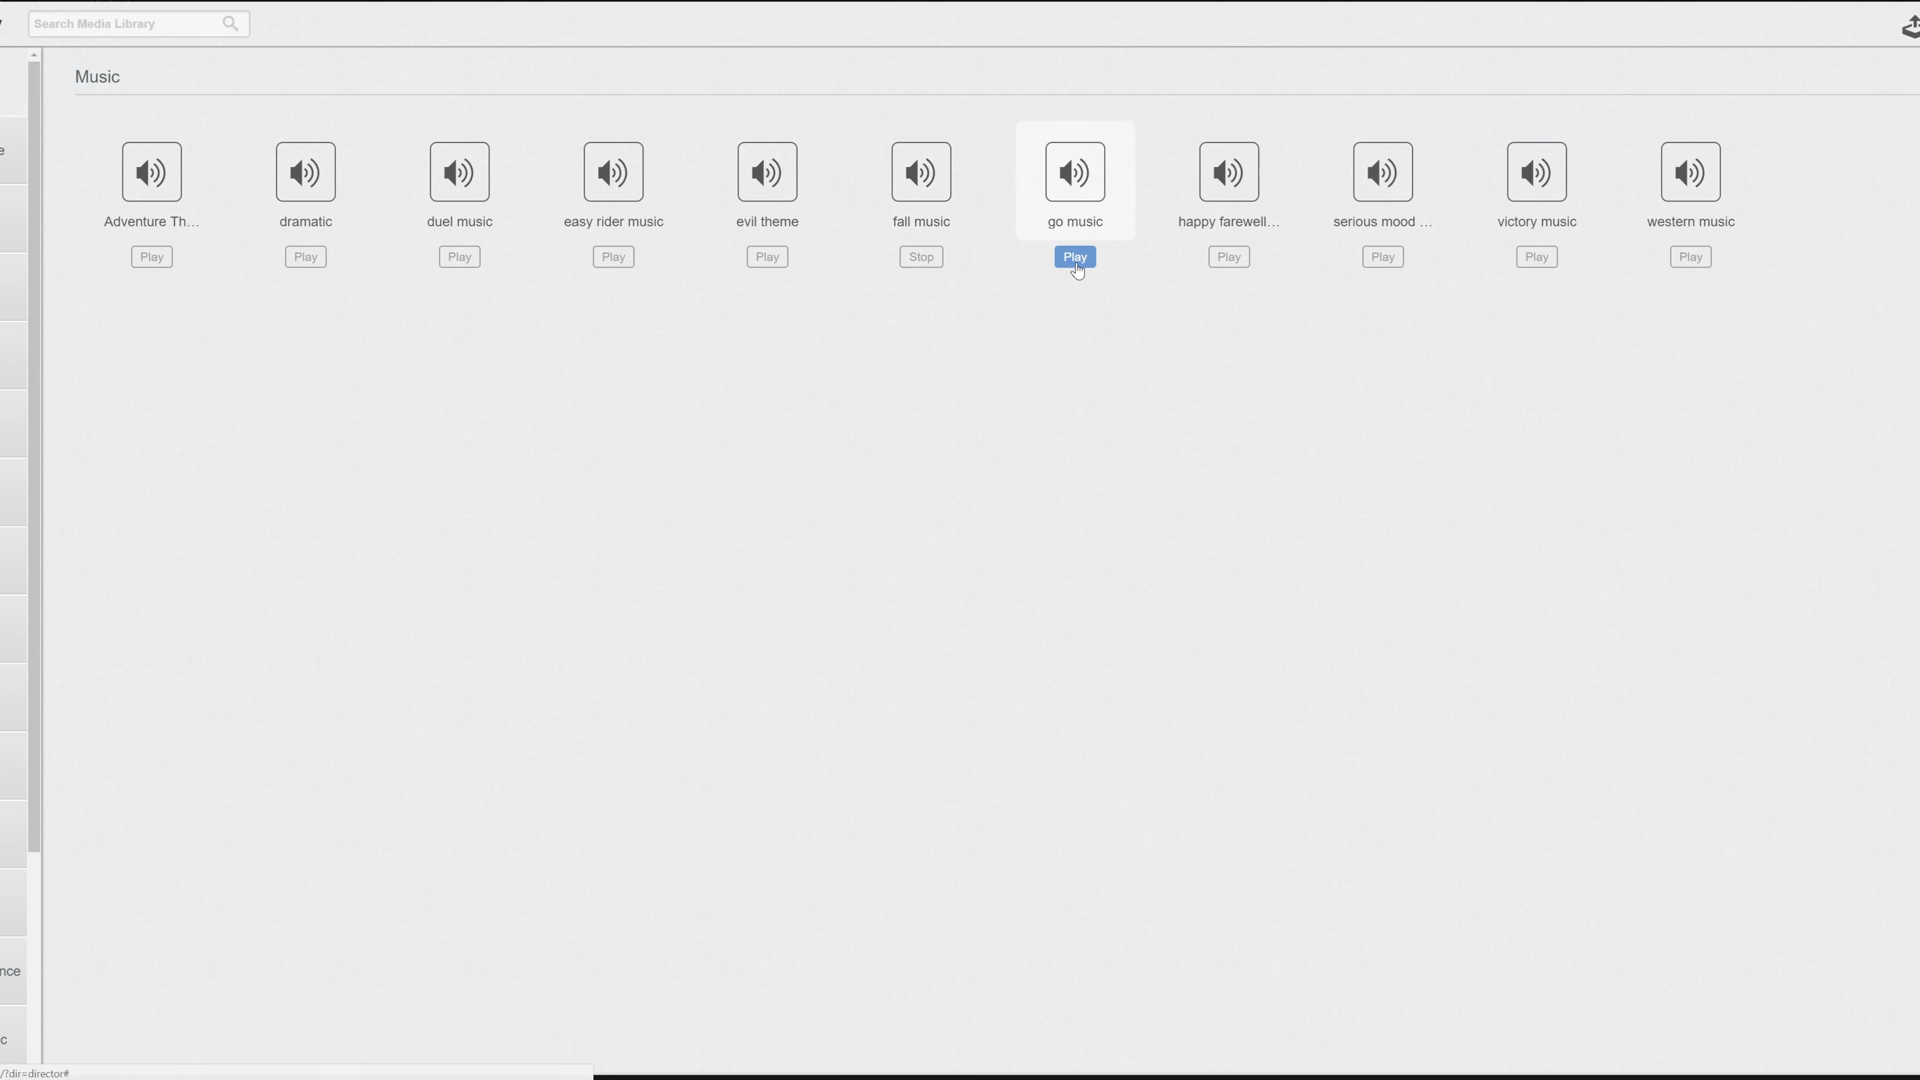 Search Media Library
Music
Adventure Th...
dramatic
duel music
easy rider music
evil theme
fall music
go music
happy farewell...
serious mood ...
victory music
western music
Play
Play
Play
Play
Play
Stop
Play
Play
Play
Play
Play
e
nce
c
/?dir=director#